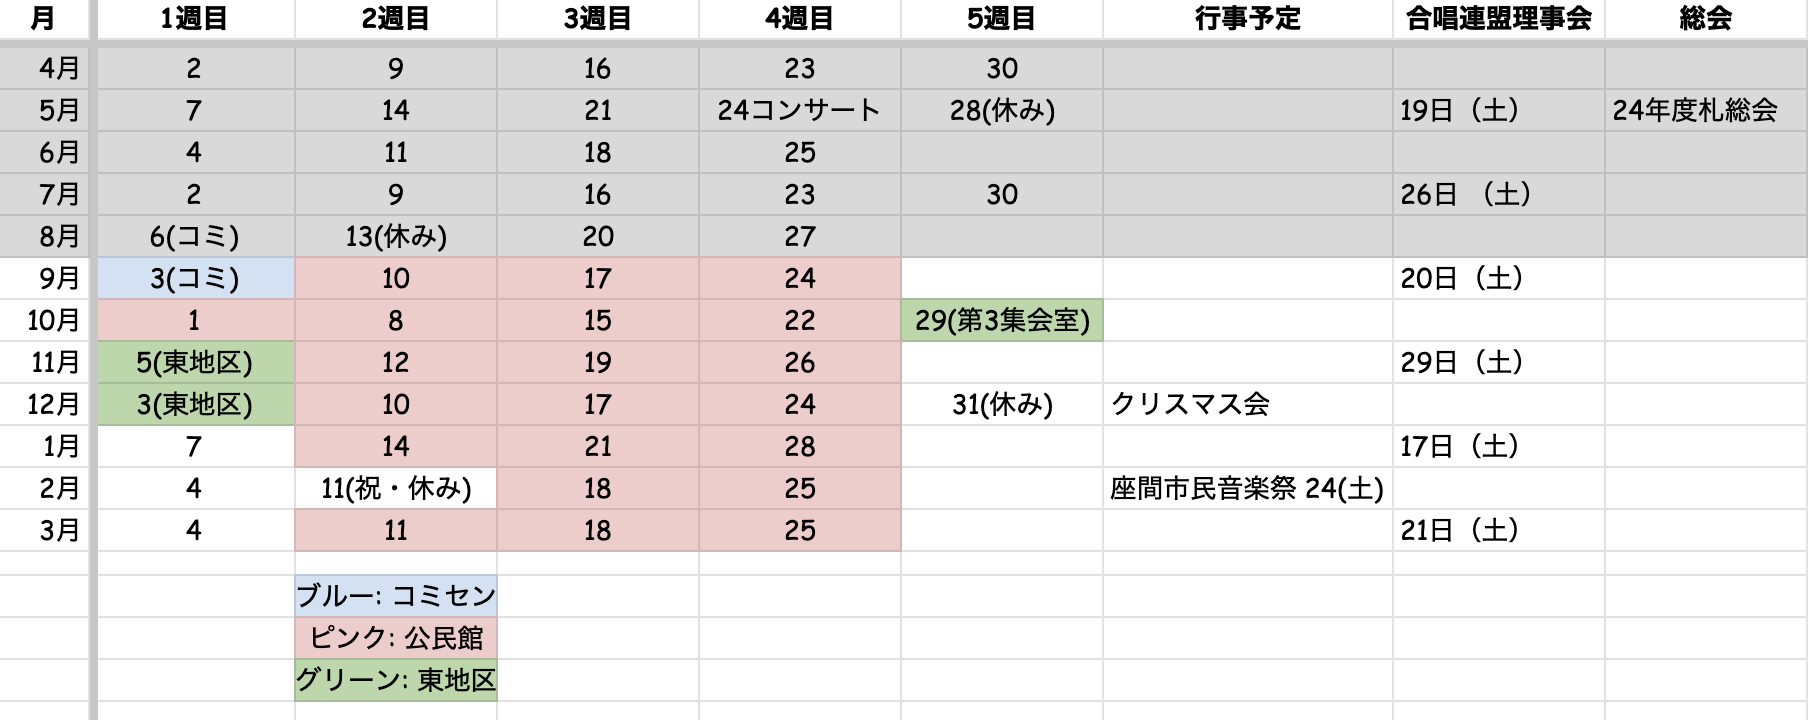 月 1週目 2週目 3週目 4週目 5週目 行事予定 合唱連盟理事会 総会
4月 2 9 16 23 30
5月 7 14 21 24コンサート 28(休み) 19日（土） 24年度札総会
6月 4 11 18 25
7月 2 9 16 23 30 26日 （土）
8月 6(コミ) 13(休み) 20 27
9月 3(コミ) 10 17 24 20日（土）
10月 1 8 15 22 29(第3集会室)
11月 5(東地区) 12 19 26 29日（土）
12月 3(東地区) 10 17 24 31(休み) クリスマス会
1月 7 14 21 28 17日（土）
2月 4 11(祝・休み) 18 25 座間市民音楽祭 24(土)
3月 4 11 18 25 21日（土）
ブルー: コミセン
ピンク: 公民館
グリーン: 東地区